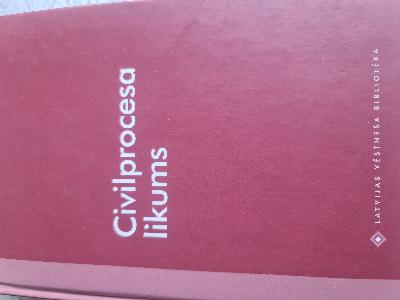 Civilprocesa
likums
LATVIJAS VĒSTNEŠA BIBLIOTĒKA